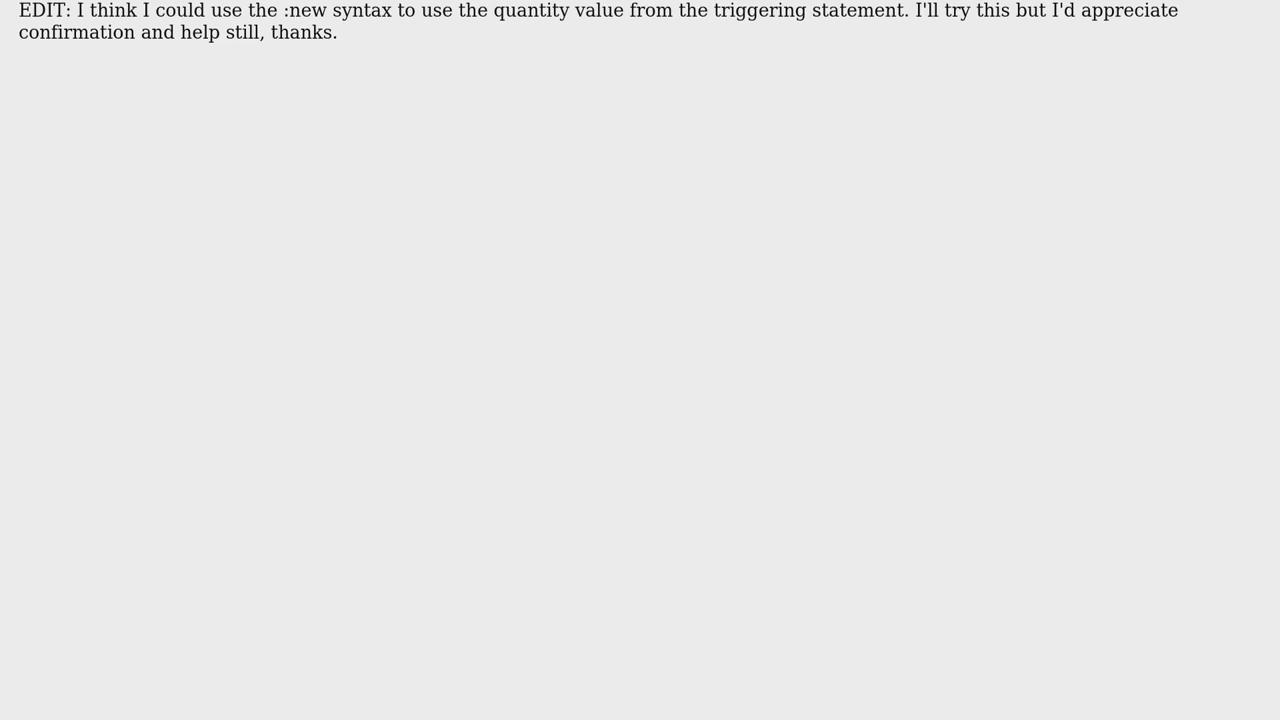 EDIT: I think I could use the :new syntax to use the quantity value from the triggering statement. I'll try this but I'd appreciate
confirmation and help still, thanks.